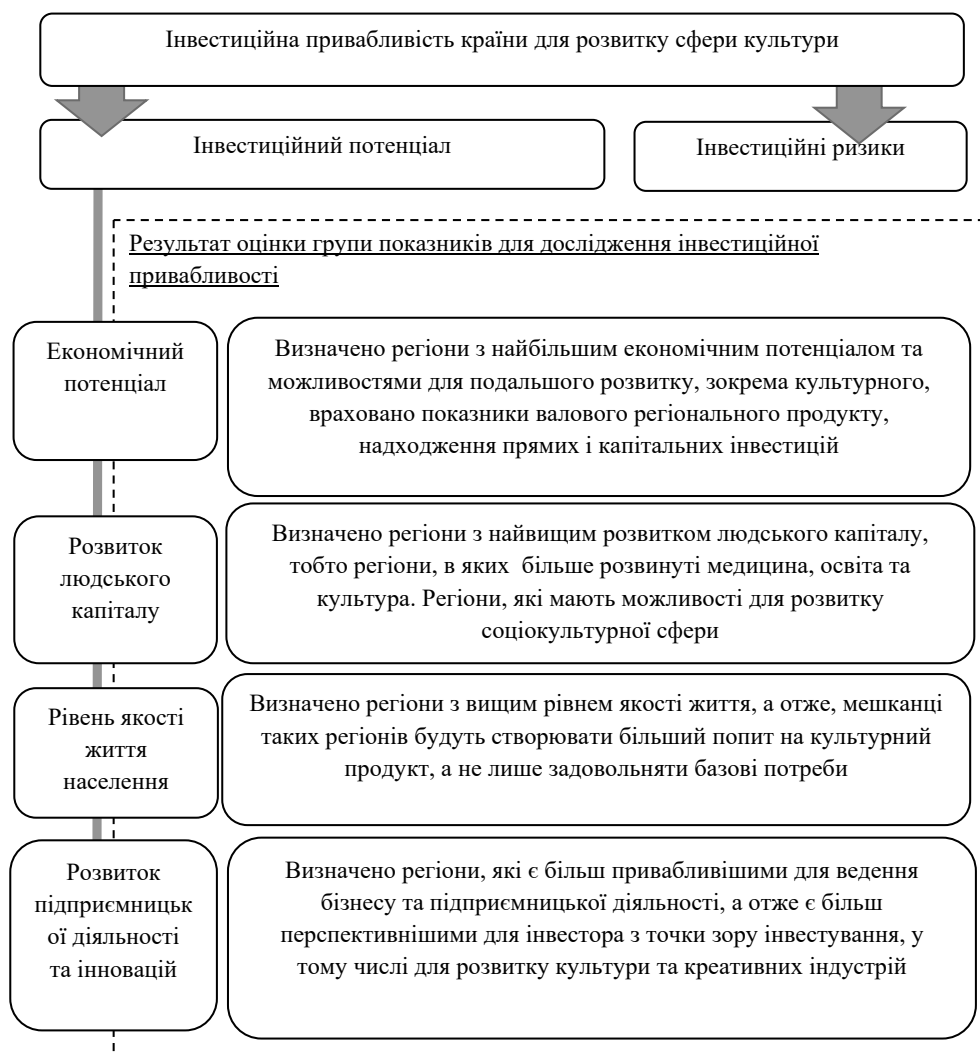 Інвестиційна привабливість країни для розвитку сфери культури
Інвестиційний потенціал
Інвестиційні ризики
Результат оцінки групи показників для дослідження інвестиційної
привабливості
Економічний
потенціал
Визначено регіони з найбільшим економічним потенціалом та
можливостями для подальшого розвитку, зокрема культурного,
враховано показники валового регіонального продукту,
надходження прямих і капітальних інвестицій
Розвиток
людського
капіталу
Визначено регіони з найвищим розвитком людського капіталу,
тобто регіони, в яких більше розвинуті медицина, освіта та
культура. Регіони, які мають можливості для розвитку
соціокультурної сфери
Рівень якості
життя
населення
Визначено регіони з вищим рівнем якості життя, а отже, мешканці
таких регіонів будуть створювати більший попит на культурний
продукт, а не лише задовольняти базові потреби
Розвиток
підприємницьк
ої діяльності
та інновацій
Визначено регіони, які є більш привабливішими для ведення
бізнесу та підприємницької діяльності, а отже є більш
перспективнішими для інвестора з точки зору інвестування, у
тому числі для розвитку культури та креативних індустрій